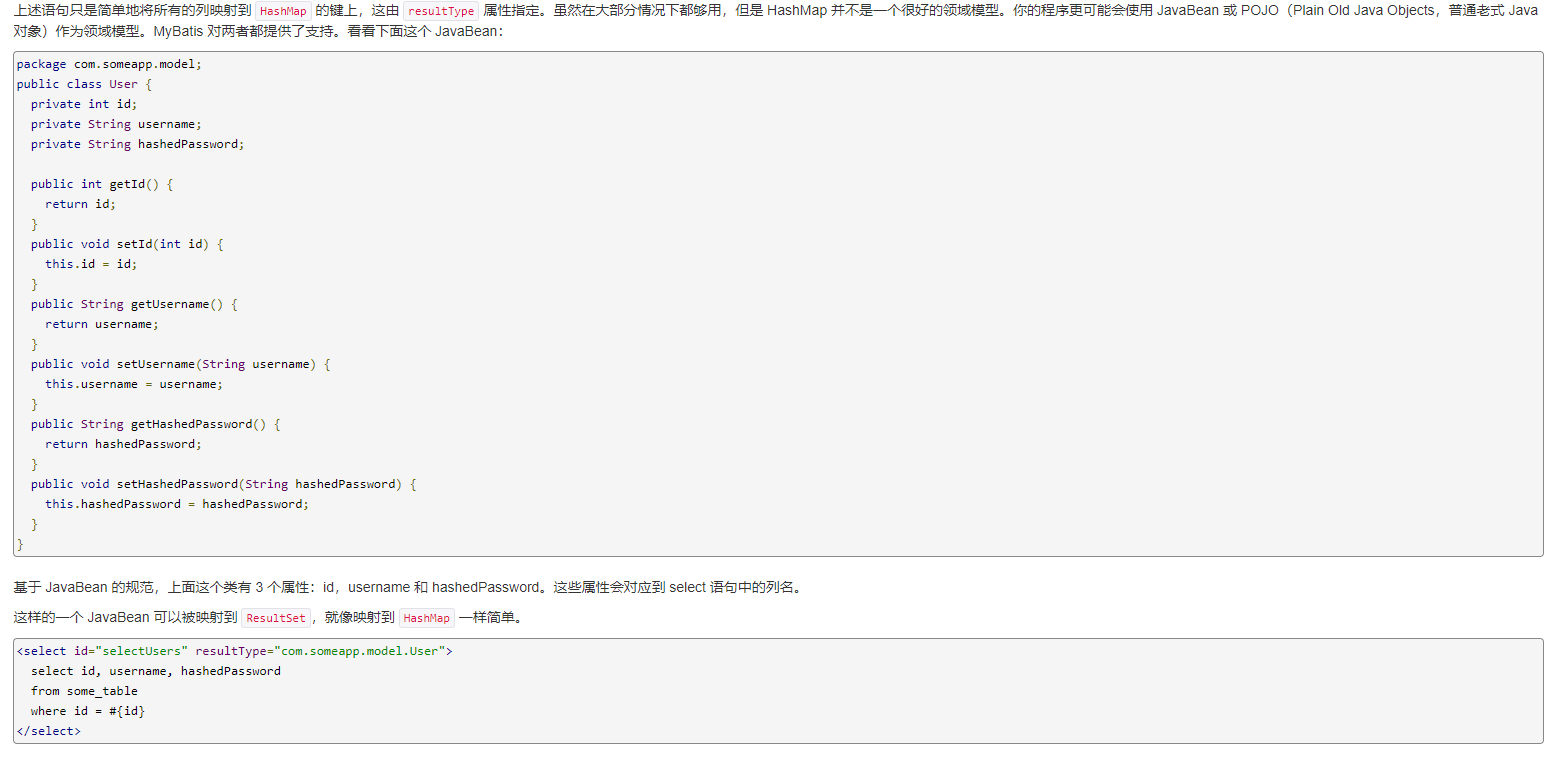 上述语句只是简单地将所有的列映射到 HashMap 的键上，这由 resultType 属性指定。虽然在大部分情况下都够用，但是 HashMap 并不是一个很好的领域模型。你的程序更可能会使用 JavaBean 或 POJO（Plain Old Java Objects，普通老式 Java
对象）作为领域模型。MyBatis 对两者都提供了支持。看看下面这个 JavaBean：
package com.someapp.model;
public class User {
  private int id;
  private String username;
  private String hashedPassword;

  public int getId() {
    return id;
  }
  public void setId(int id) {
    this.id = id;
  }
  public String getUsername() {
    return username;
  }
  public void setUsername(String username) {
    this.username = username;
  }
  public String getHashedPassword() {
    return hashedPassword;
  }
  public void setHashedPassword(String hashedPassword) {
    this.hashedPassword = hashedPassword;
  }
}
基于 JavaBean 的规范，上面这个类有 3 个属性：id，username 和 hashedPassword。这些属性会对应到 select 语句中的列名。
这样的一个 JavaBean 可以被映射到 ResultSet，就像映射到 HashMap 一样简单。
<select id="selectUsers" resultType="com.someapp.model.User">
  select id, username, hashedPassword
  from some_table
  where id = #{id}
</select>